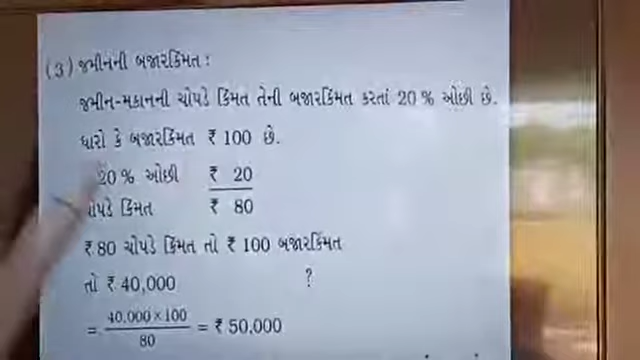 (3) જમીનની બજારકિંમત :
જમીન-મકાનની ચોપડે કિંમત તેની બજારકિંમત કરતાં 20 % ઓછી છે.
ધારો કે બજારકિંમત ₹ 100 છે.
20 % ઓછી ₹ 20
ચોપડે કિંમત ₹ 80
₹ 80 ચોપડે કિંમત તો ₹ 100 બજારકિંમત
તો ₹ 40,000 ?
= 40,000 × 100 / 80 = ₹ 50,000